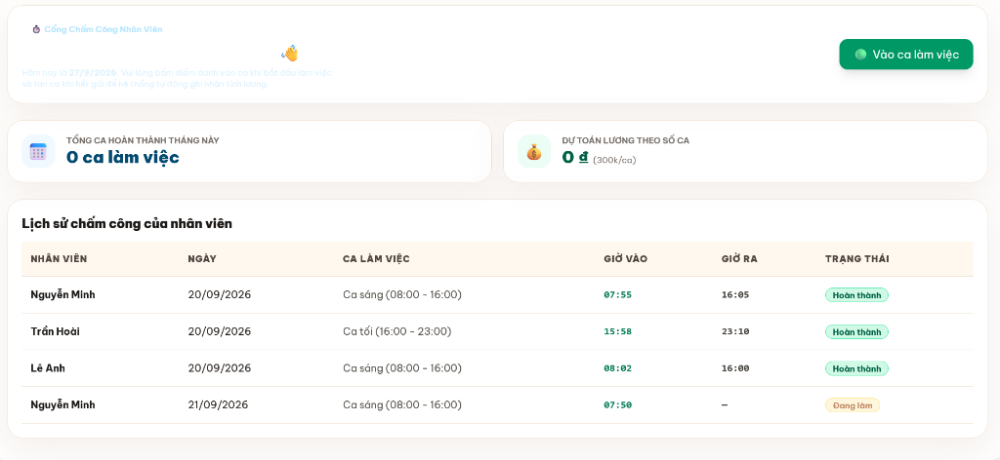 Cổng Chấm Công Nhân Viên
Hôm nay là 27/9/2026. Vui lòng bấm điểm danh vào ca khi bắt đầu làm việc
và tan ca khi hết giờ để hệ thống tự động ghi nhận tính lương.
Vào ca làm việc
TỔNG CA HOÀN THÀNH THÁNG NÀY
0 ca làm việc
DỰ TOÁN LƯƠNG THEO SỐ CA
0 ₫ (300k/ca)
Lịch sử chấm công của nhân viên
NHÂN VIÊN NGÀY CA LÀM VIỆC GIỜ VÀO GIỜ RA TRẠNG THÁI
Nguyễn Minh 20/09/2026 Ca sáng (08:00 - 16:00) 07:55 16:05 Hoàn thành
Trần Hoài 20/09/2026 Ca tối (16:00 - 23:00) 15:58 23:10 Hoàn thành
Lê Anh 20/09/2026 Ca sáng (08:00 - 16:00) 08:02 16:00 Hoàn thành
Nguyễn Minh 21/09/2026 Ca sáng (08:00 - 16:00) 07:50 — Đang làm